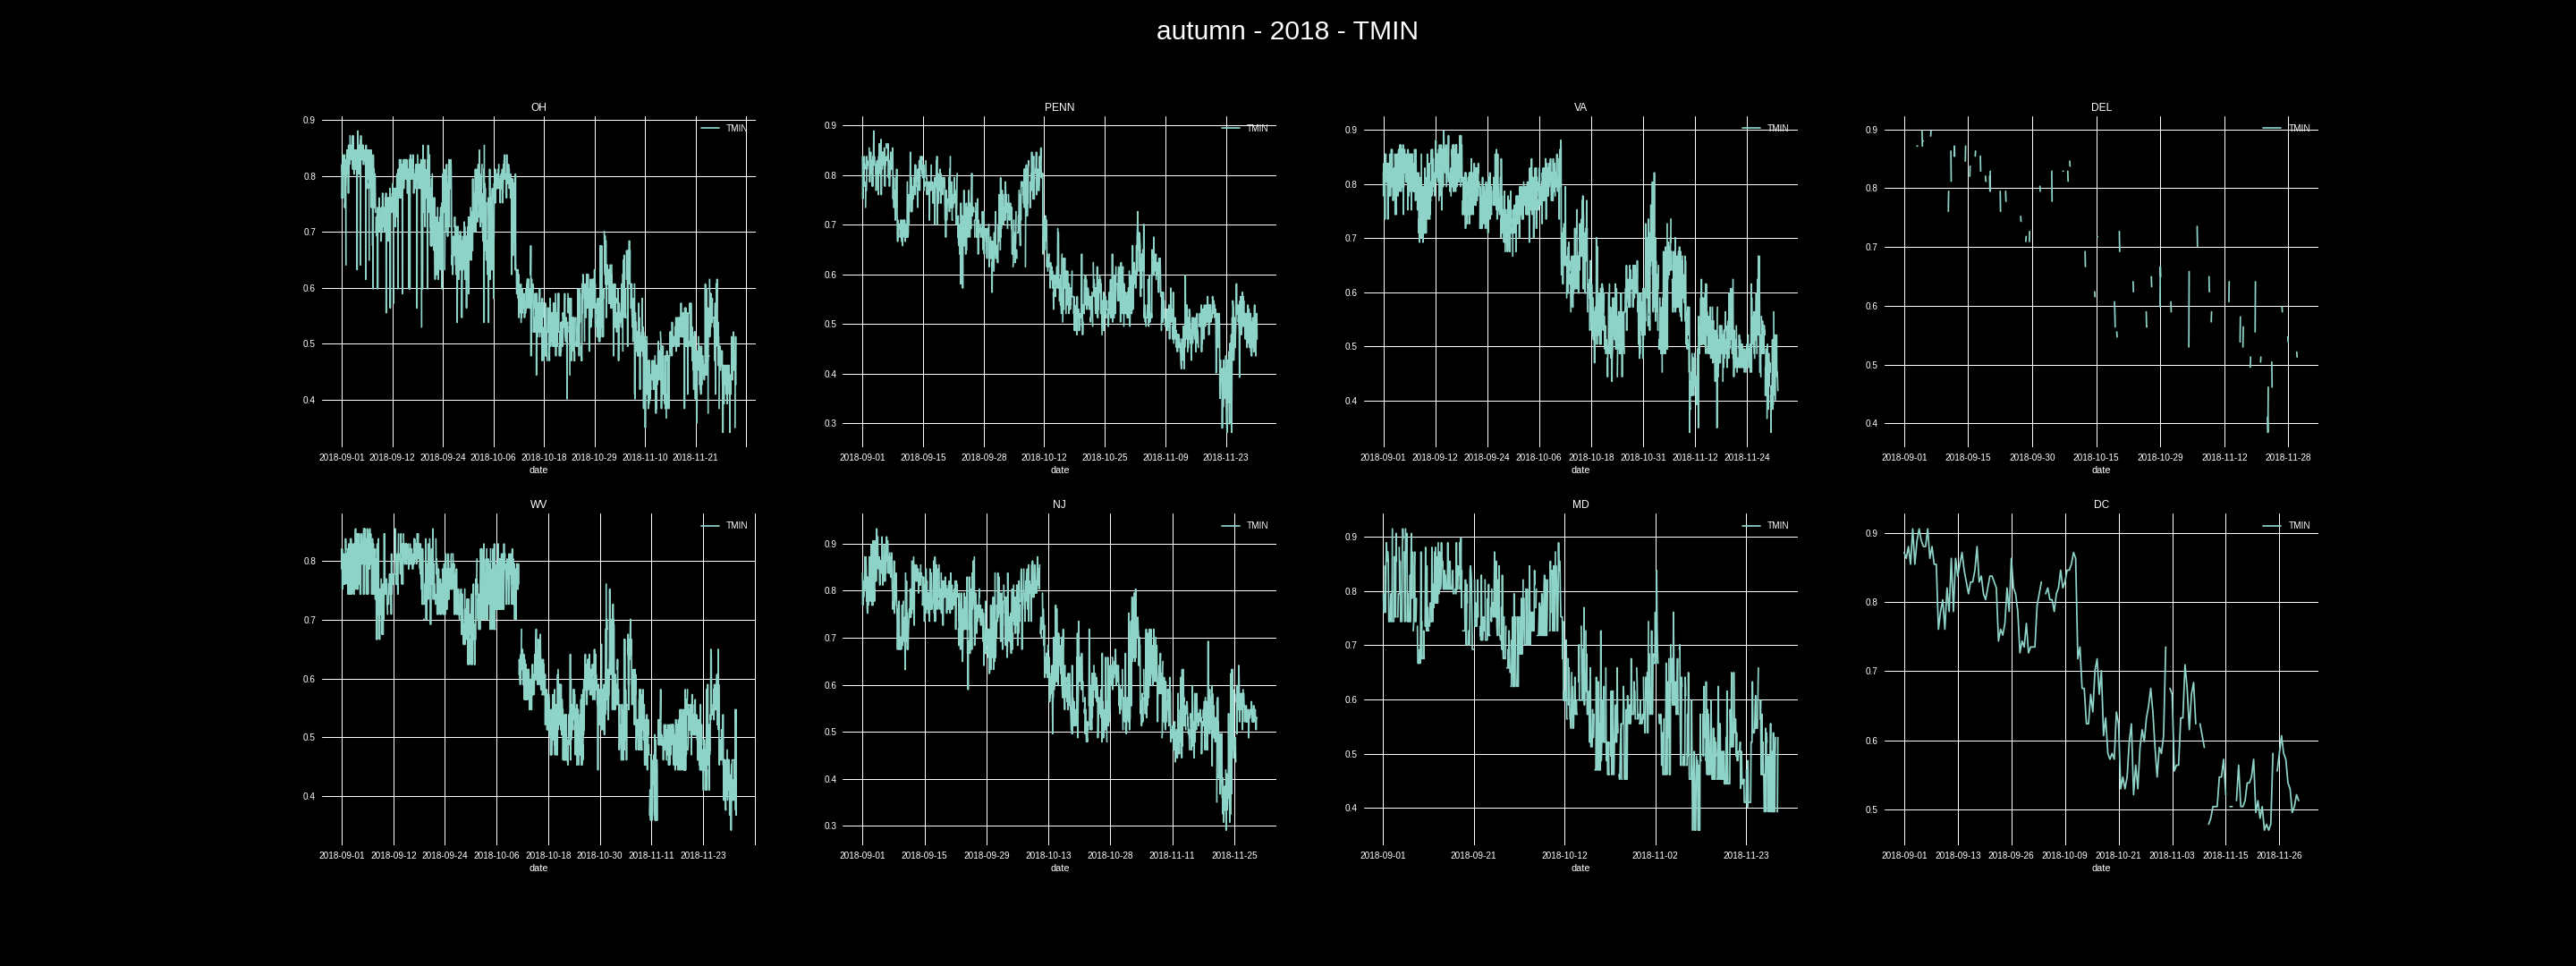 autumn - 2018 - TMIN
OH
TMIN
0.9
0.8
0.7
0.6
0.5
0.4
2018-09-01 2018-09-12 2018-09-24 2018-10-06 2018-10-18 2018-10-29 2018-11-10 2018-11-21
date
PENN
TMIN
0.9
0.8
0.7
0.6
0.5
0.4
0.3
2018-09-01 2018-09-15 2018-09-28 2018-10-12 2018-10-25 2018-11-09 2018-11-23
date
VA
TMIN
0.9
0.8
0.7
0.6
0.5
0.4
2018-09-01 2018-09-12 2018-09-24 2018-10-06 2018-10-18 2018-10-31 2018-11-12 2018-11-24
date
DEL
TMIN
0.9
0.8
0.7
0.6
0.5
0.4
2018-09-01 2018-09-15 2018-09-30 2018-10-15 2018-10-29 2018-11-12 2018-11-28
date
WV
TMIN
0.8
0.7
0.6
0.5
0.4
2018-09-01 2018-09-12 2018-09-24 2018-10-06 2018-10-18 2018-10-30 2018-11-11 2018-11-23
date
NJ
TMIN
0.9
0.8
0.7
0.6
0.5
0.4
0.3
2018-09-01 2018-09-15 2018-09-29 2018-10-13 2018-10-28 2018-11-11 2018-11-25
date
MD
TMIN
0.9
0.8
0.7
0.6
0.5
0.4
2018-09-01 2018-09-21 2018-10-12 2018-11-02 2018-11-23
date
DC
TMIN
0.9
0.8
0.7
0.6
0.5
2018-09-01 2018-09-13 2018-09-26 2018-10-09 2018-10-21 2018-11-03 2018-11-15 2018-11-26
date